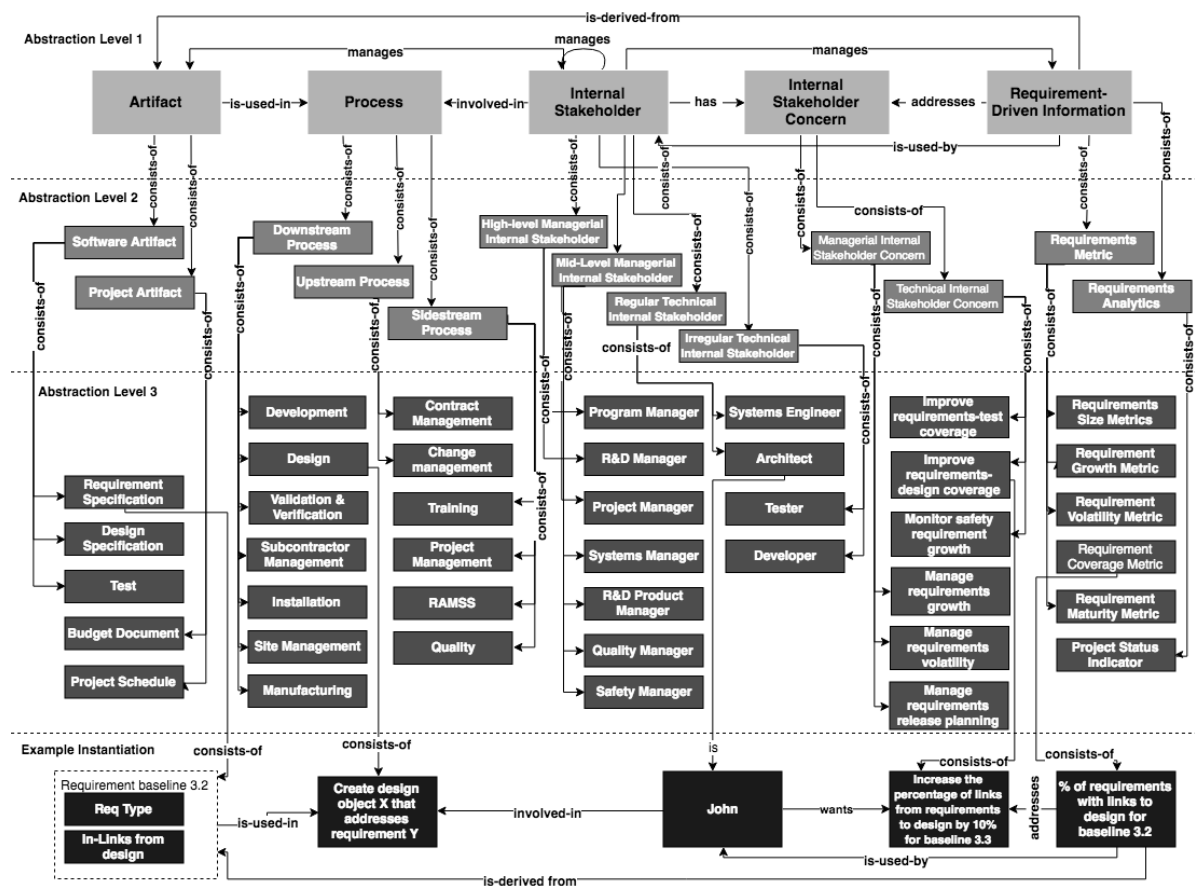 is-derived-from
Abstraction Level 1
manages
manages
manages
Artifact
is-used-in
Process
involved-in
Internal
Stakeholder
has
Internal
Stakeholder
Concern
addresses
Requirement-
Driven Information
is-used-by
consists-of
consists-of
consists-of
consists-of
consists-of
consists-of
consists-of
consists-of
consists-of
consists-of
consists-of
consists-of
Abstraction Level 2
Software Artifact
Project Artifact
Downstream
Process
Upstream Process
Sidestream
Process
High-level Managerial
Internal Stakeholder
Mid-Level Managerial
Internal Stakeholder
Regular Technical
Internal Stakeholder
Irregular Technical
Internal Stakeholder
consists-of
Managerial Internal
Stakeholder Concern
Technical Internal
Stakeholder Concern
Requirements
Metric
Requirements
Analytics
consists-of
consists-of
consists-of
consists-of
consists-of
consists-of
consists-of
consists-of
consists-of
consists-of
consists-of
consists-of
Abstraction Level 3
Requirement
Specification
Design
Specification
Test
Budget Document
Project Schedule
Development
Design
Validation &
Verification
Subcontractor
Management
Installation
Site Management
Manufacturing
Contract
Management
Change
management
Training
Project
Management
RAMSS
Quality
Program Manager
R&D Manager
Project Manager
Systems Manager
R&D Product
Manager
Quality Manager
Safety Manager
Systems Engineer
Architect
Tester
Developer
Improve
requirements-test
coverage
Improve
requirements-
design coverage
Monitor safety
requirement
growth
Manage
requirements
growth
Manage
requirements
volatility
Manage
requirements
release planning
Requirements
Size Metrics
Requirement
Growth Metric
Requirement
Volatility Metric
Requirement
Coverage Metric
Requirement
Maturity Metric
Project Status
Indicator
Example Instantiation
consists-of
consists-of
is
consists-of
consists-of
Requirement baseline 3.2
Req Type
In-Links from
design
is-used-in
Create design
object X that
addresses
requirement Y
involved-in
John
wants
Increase the
percentage of links
from requirements
to design by 10%
for baseline 3.3
addresses
% of requirements
with links to
design for
baseline 3.2
is-used-by
is-derived from